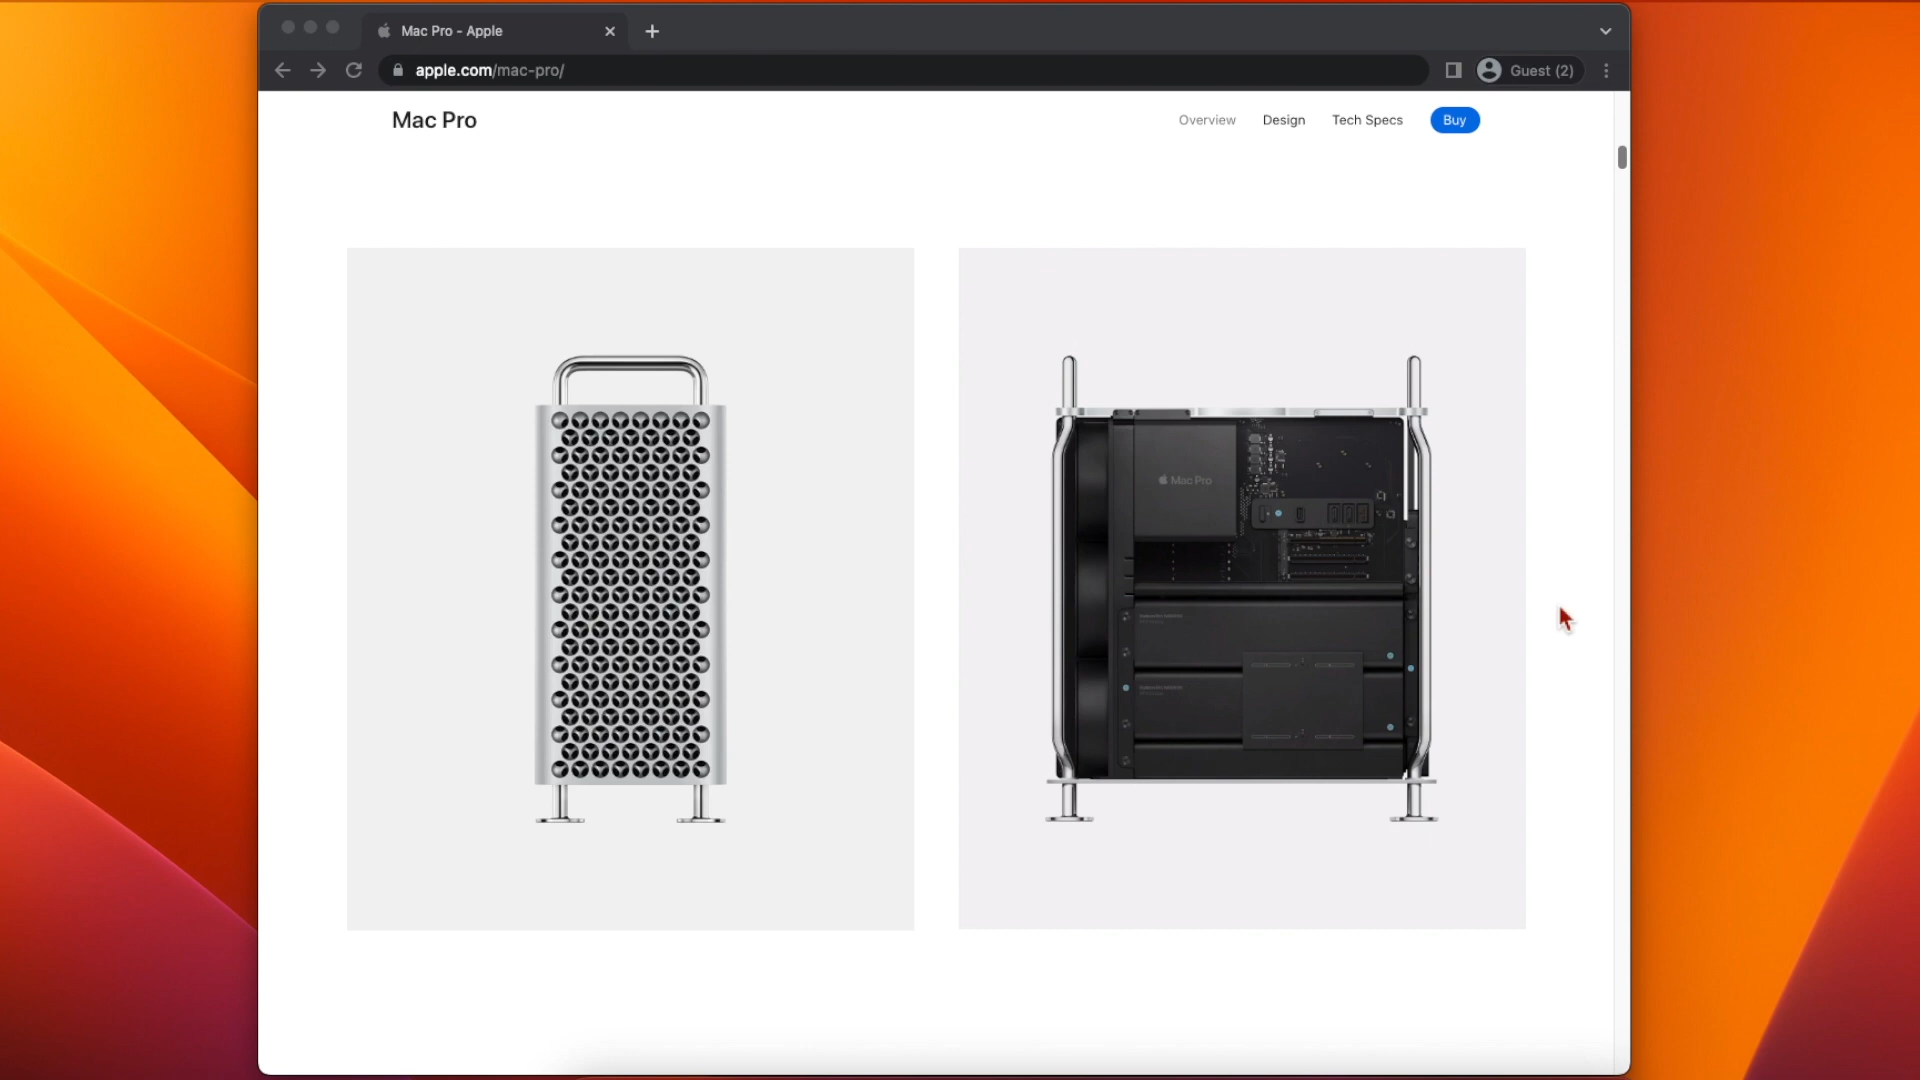 Mac Pro - Apple
apple.com/mac-pro/
Guest (2)
Mac Pro
Overview
Design
Tech Specs
Buy
Mac Pro